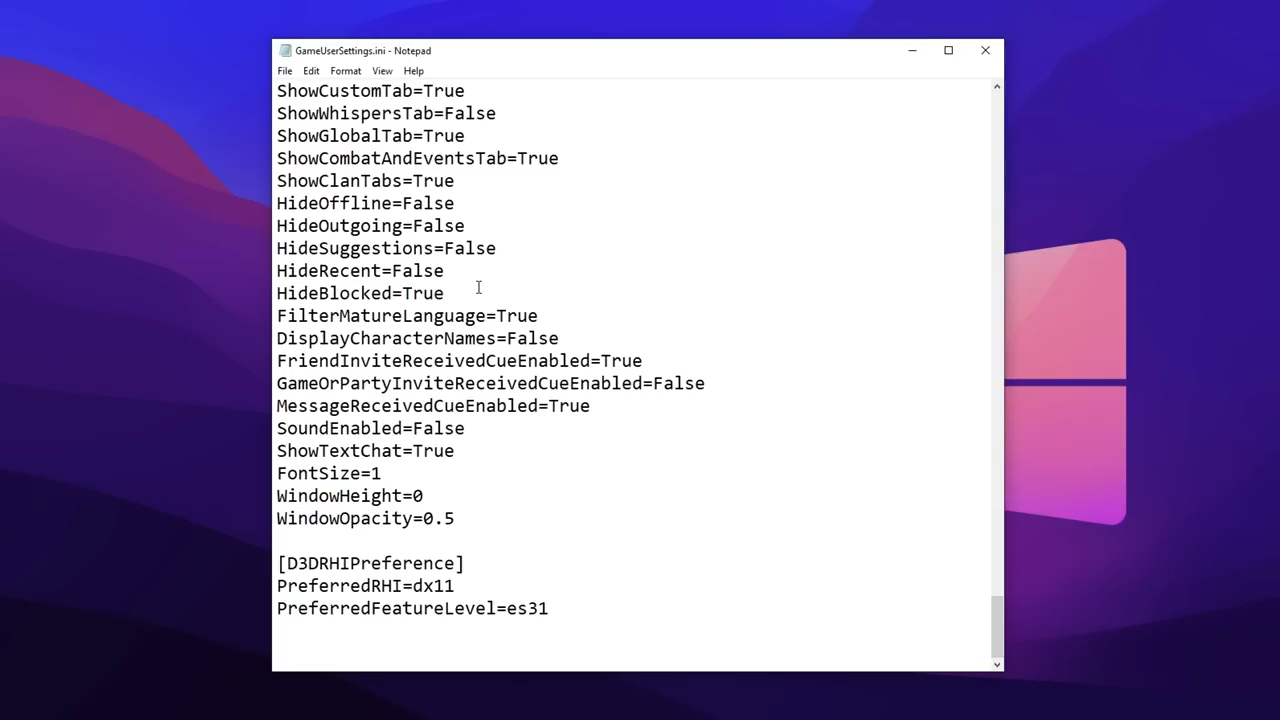 GameUserSettings.ini - Notepad
File Edit Format View Help
ShowCustomTab=True
ShowWhispersTab=False
ShowGlobalTab=True
ShowCombatAndEventsTab=True
ShowClanTabs=True
HideOffline=False
HideOutgoing=False
HideSuggestions=False
HideRecent=False
HideBlocked=True
FilterMatureLanguage=True
DisplayCharacterNames=False
FriendInviteReceivedCueEnabled=True
GameOrPartyInviteReceivedCueEnabled=False
MessageReceivedCueEnabled=True
SoundEnabled=False
ShowTextChat=True
FontSize=1
WindowHeight=0
WindowOpacity=0.5
[D3DRHIPreference]
PreferredRHI=dx11
PreferredFeatureLevel=es31